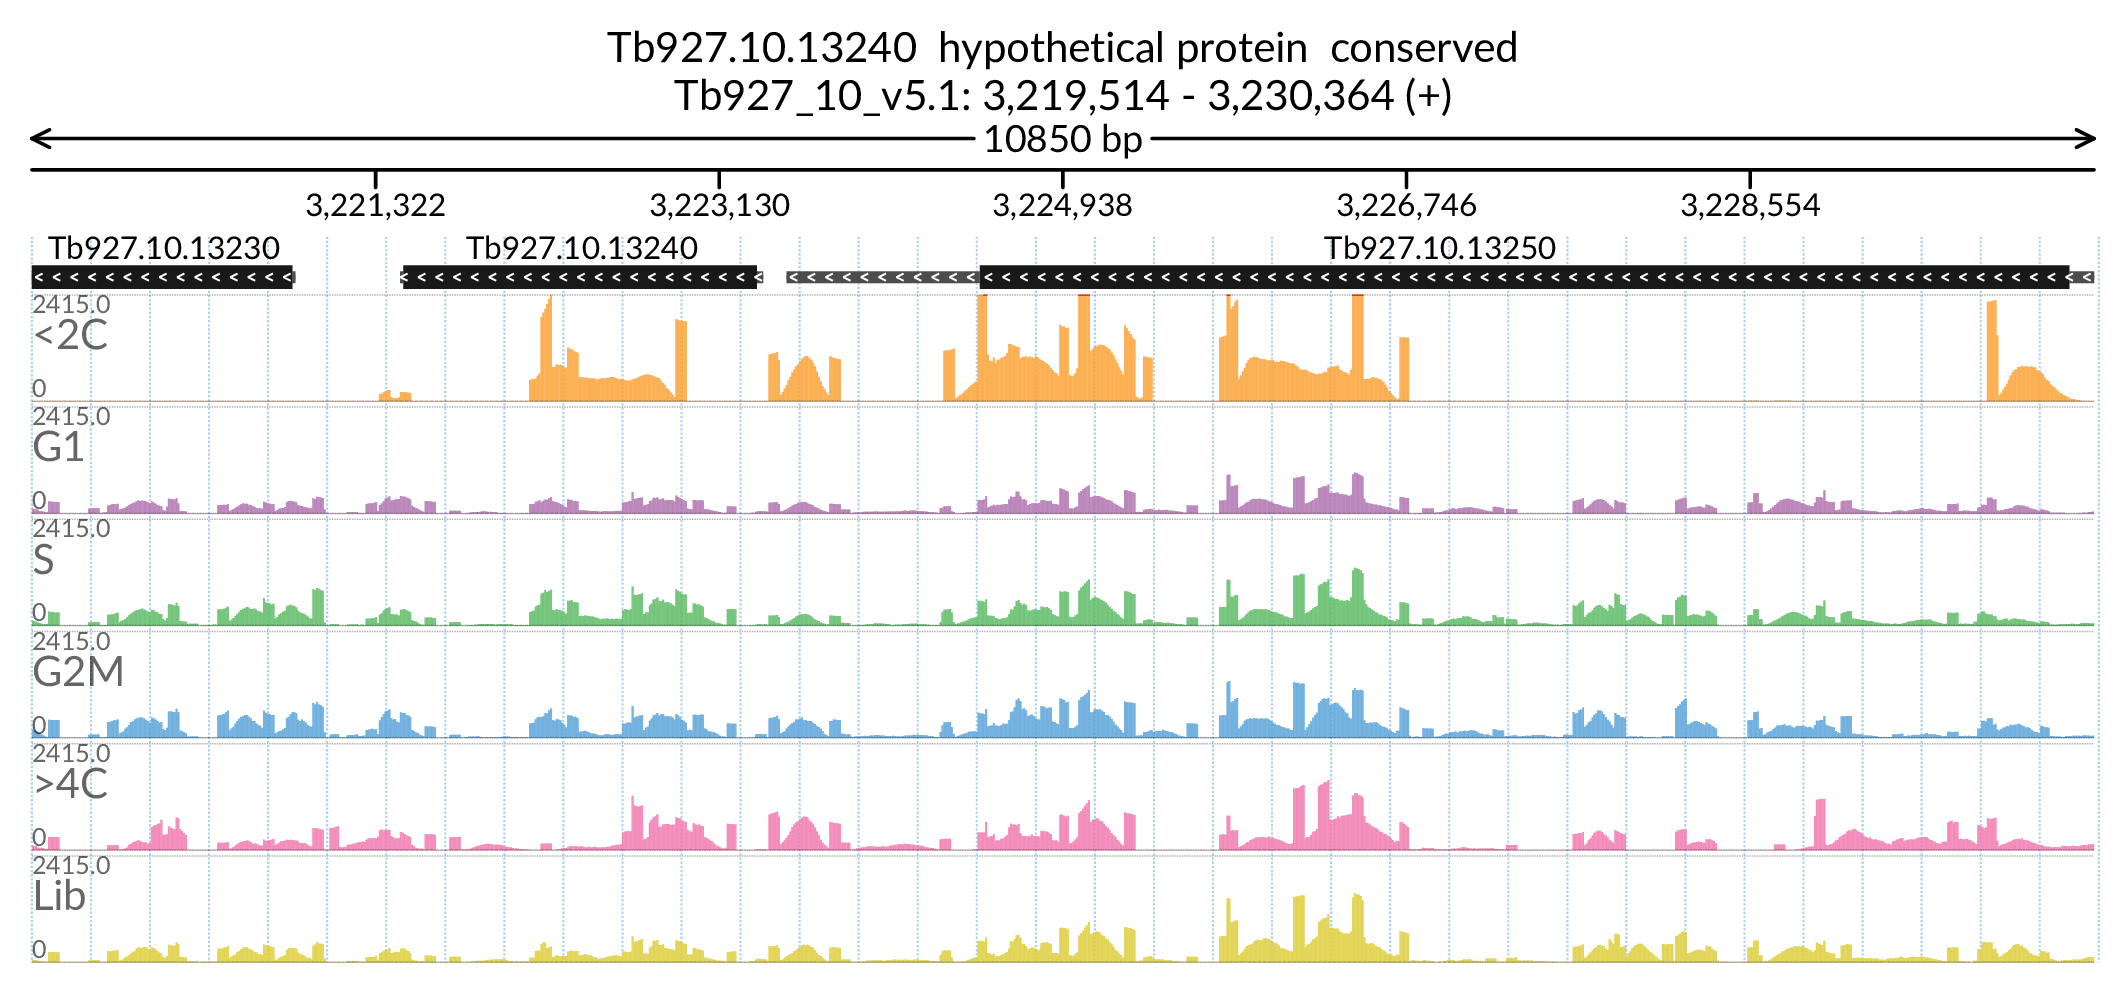 Tb927.10.13240  hypothetical protein  conserved
Tb927_10_v5.1: 3,219,514 - 3,230,364 (+)
10850 bp
3,221,322 3,223,130 3,224,938 3,226,746 3,228,554
Tb927.10.13230 Tb927.10.13240 Tb927.10.13250
2415.0
<2C
0
2415.0
G1
0
2415.0
S
0
2415.0
G2M
0
2415.0
>4C
0
2415.0
Lib
0